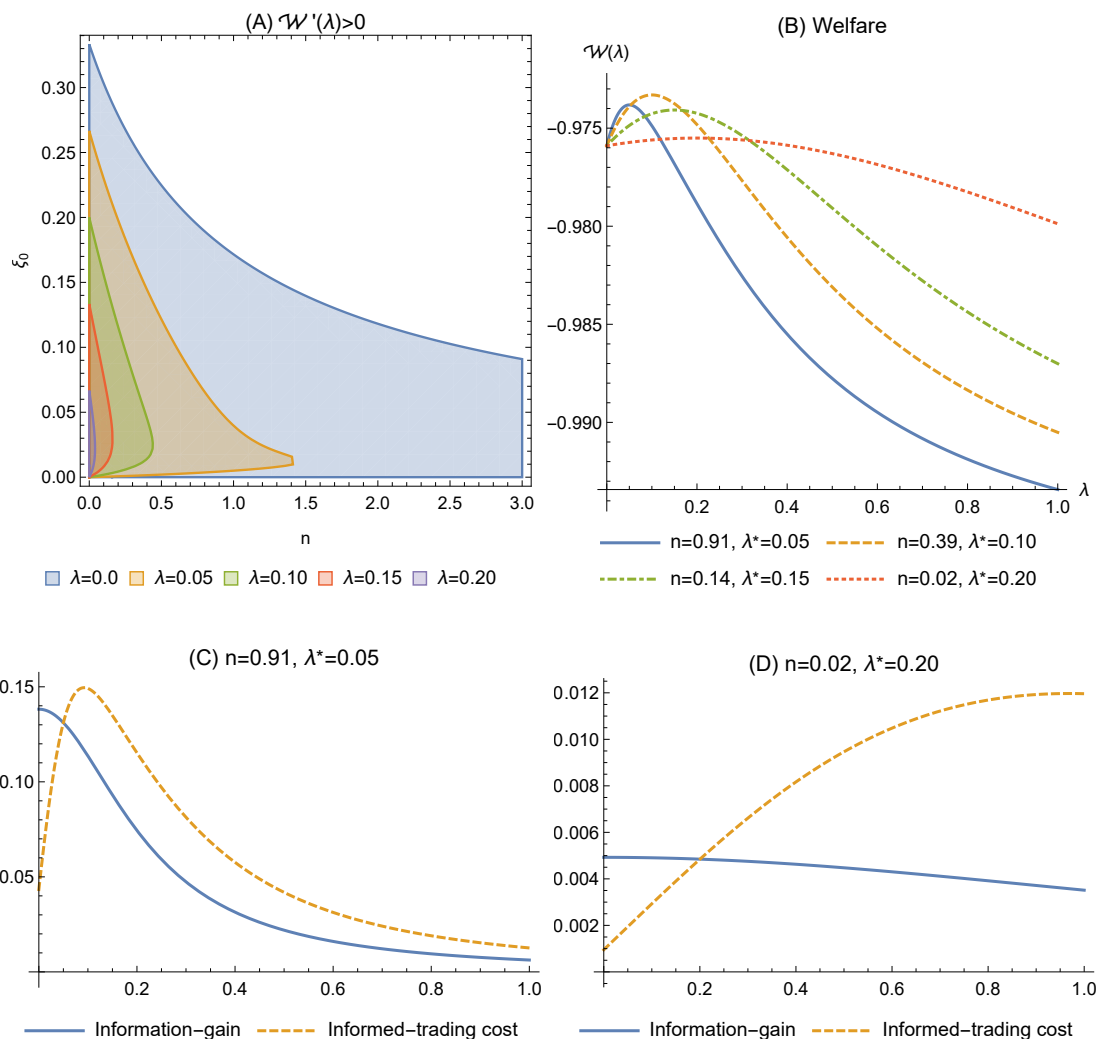 (A) 𝒲'(λ)>0
0.30
0.25
0.20
0.15
0.10
0.05
0.00
ξ₀
0.0 0.5 1.0 1.5 2.0 2.5 3.0
n
λ=0.0 λ=0.05 λ=0.10 λ=0.15 λ=0.20
(B) Welfare
𝒲(λ)
−0.975
−0.980
−0.985
−0.990
0.2 0.4 0.6 0.8 1.0 λ
n=0.91, λ*=0.05 n=0.39, λ*=0.10
n=0.14, λ*=0.15 n=0.02, λ*=0.20
(C) n=0.91, λ*=0.05
0.15
0.10
0.05
0.2 0.4 0.6 0.8 1.0
Information−gain Informed−trading cost
(D) n=0.02, λ*=0.20
0.012
0.010
0.008
0.006
0.004
0.002
0.2 0.4 0.6 0.8 1.0
Information−gain Informed−trading cost